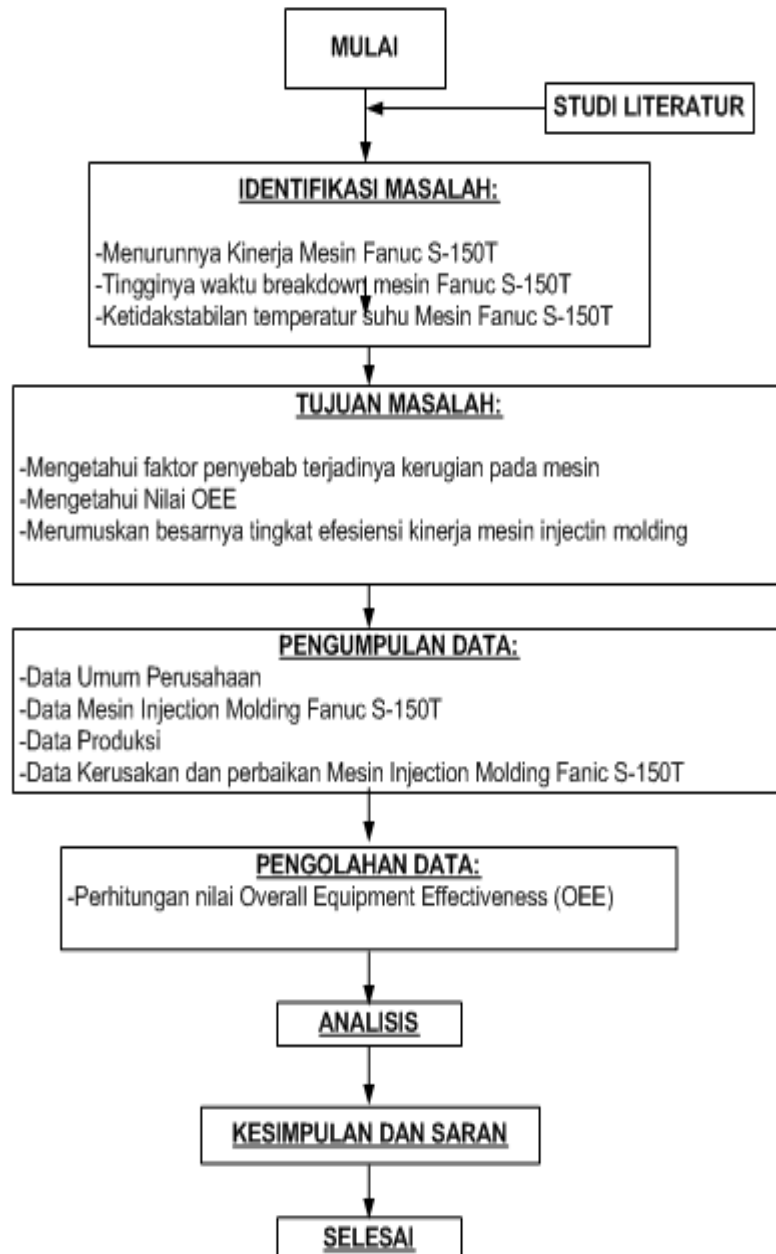 MULAI
STUDI LITERATUR
IDENTIFIKASI MASALAH:
-Menurunnya Kinerja Mesin Fanuc S-150T
-Tingginya waktu breakdown mesin Fanuc S-150T
-Ketidakstabilan temperatur suhu Mesin Fanuc S-150T
TUJUAN MASALAH:
-Mengetahui faktor penyebab terjadinya kerugian pada mesin
-Mengetahui Nilai OEE
-Merumuskan besarnya tingkat efesiensi kinerja mesin injectin molding
PENGUMPULAN DATA:
-Data Umum Perusahaan
-Data Mesin Injection Molding Fanuc S-150T
-Data Produksi
-Data Kerusakan dan perbaikan Mesin Injection Molding Fanic S-150T
PENGOLAHAN DATA:
-Perhitungan nilai Overall Equipment Effectiveness (OEE)
ANALISIS
KESIMPULAN DAN SARAN
SELESAI